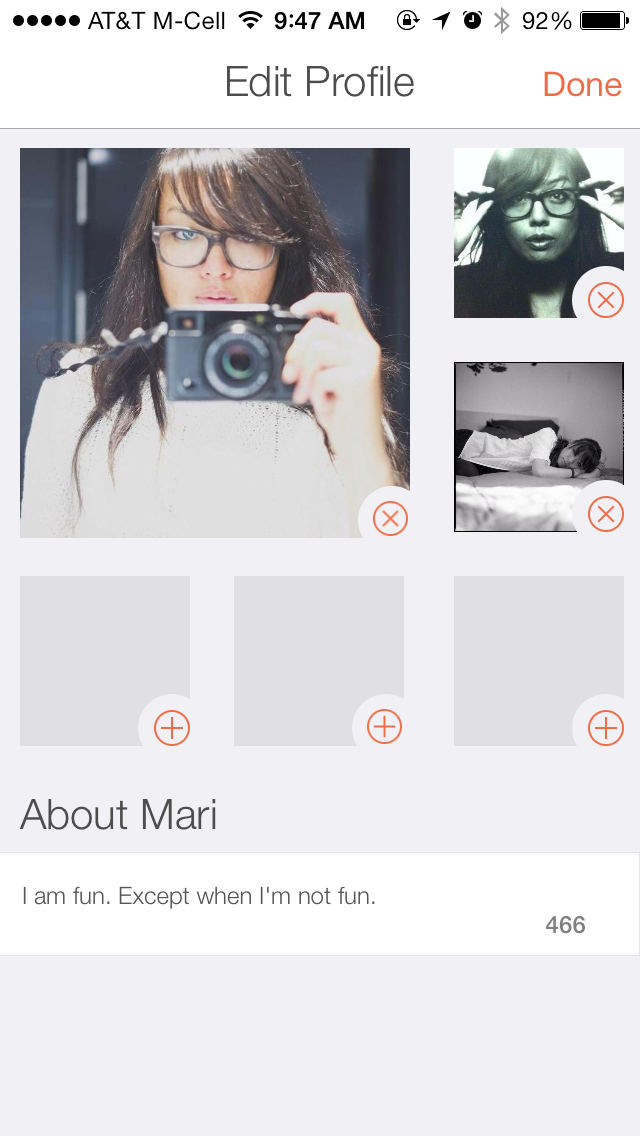 AT&T M-Cell 9:47 AM 92%
Edit Profile Done
About Mari
I am fun. Except when I'm not fun.
466